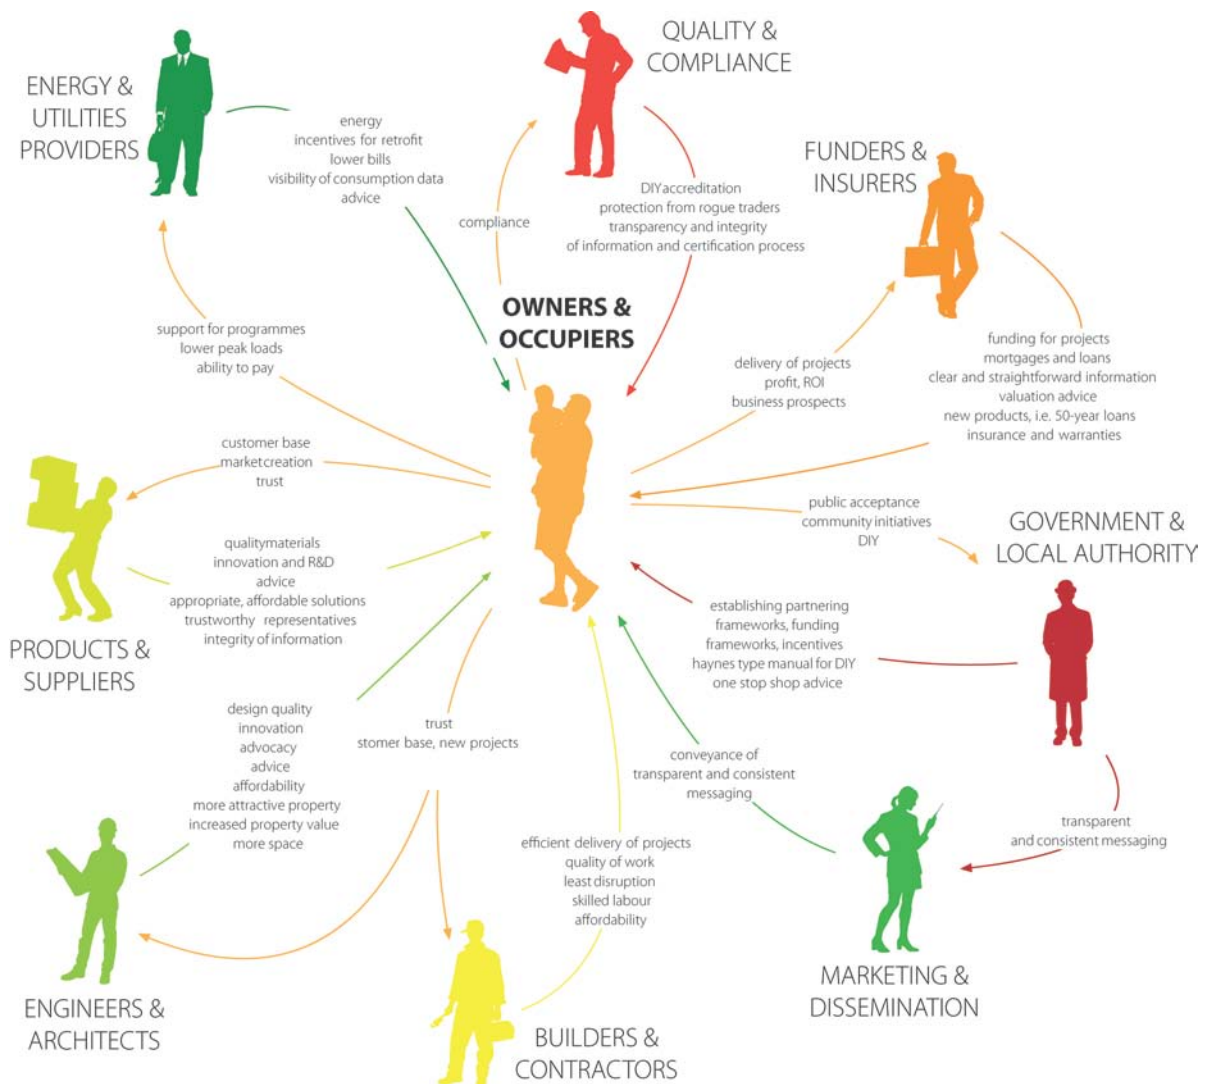 QUALITY &
COMPLIANCE
ENERGY &
UTILITIES
PROVIDERS
energy
incentives for retrofit
lower bills
visibility of consumption data
advice
compliance
DIY accreditation
protection from rogue traders
transparency and integrity
of information and certification process
FUNDERS &
INSURERS
OWNERS &
OCCUPIERS
support for programmes
lower peak loads
ability to pay
delivery of projects
profit, ROI
business prospects
funding for projects
mortgages and loans
clear and straightforward information
valuation advice
new products, i.e. 50-year loans
insurance and warranties
customer base
marketcreation
trust
public acceptance
community initiatives
DIY
GOVERNMENT &
LOCAL AUTHORITY
qualitymaterials
innovation and R&D
advice
appropriate, affordable solutions
trustworthy representatives
integrity of information
PRODUCTS &
SUPPLIERS
establishing partnering
frameworks, funding
frameworks, incentives
haynes type manual for DIY
one stop shop advice
design quality
innovation
advocacy
advice
affordability
more attractive property
increased property value
more space
trust
stomer base, new projects
conveyance of
transparent and consistent
messaging
transparent
and consistent messaging
efficient delivery of projects
quality of work
least disruption
skilled labour
affordability
ENGINEERS &
ARCHITECTS
BUILDERS &
CONTRACTORS
MARKETING &
DISSEMINATION